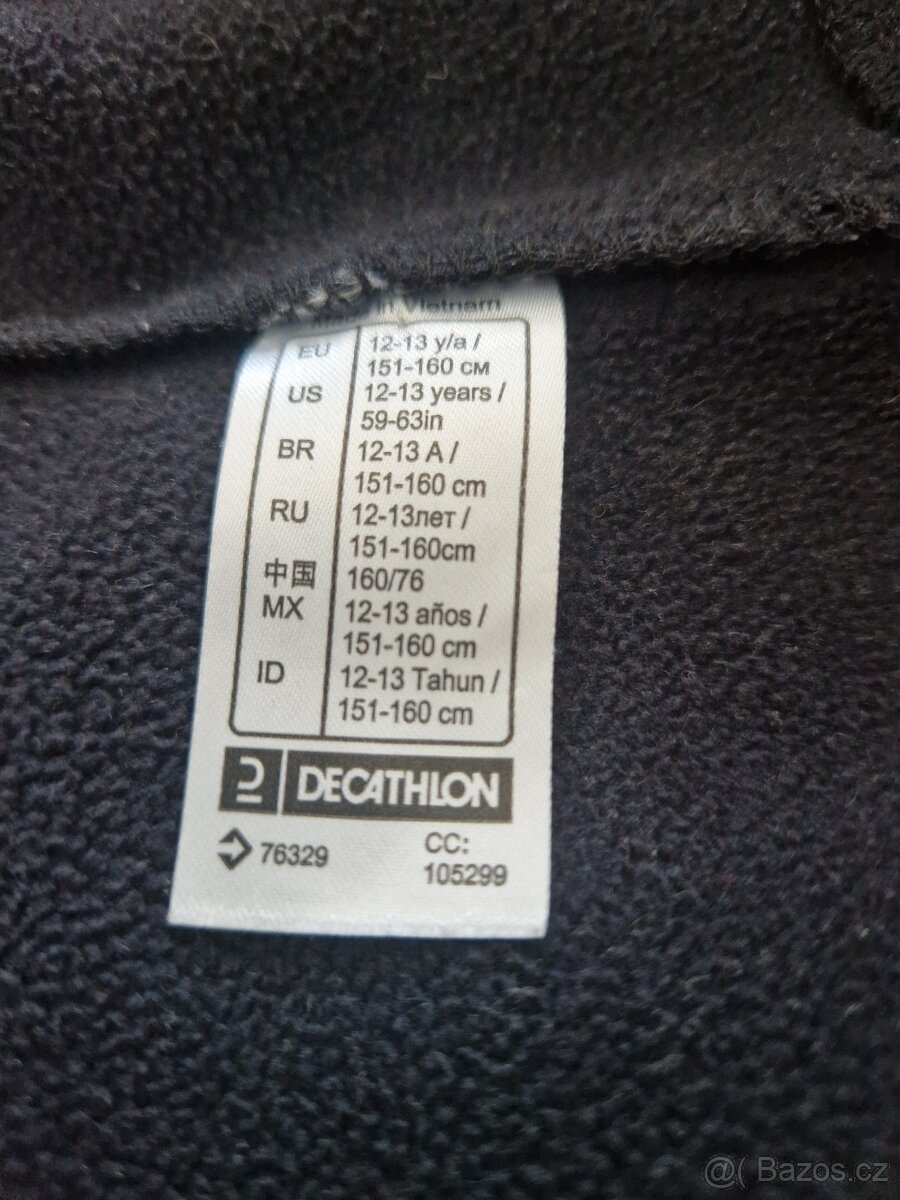 in Vietnam
EU 12-13 y/a /
151-160 см
US 12-13 years /
59-63in
BR 12-13 A /
151-160 cm
RU 12-13лет /
151-160cm
中国 160/76
MX 12-13 años /
151-160 cm
ID 12-13 Tahun /
151-160 cm
DECATHLON
76329 CC:
105299
@( Bazos.cz